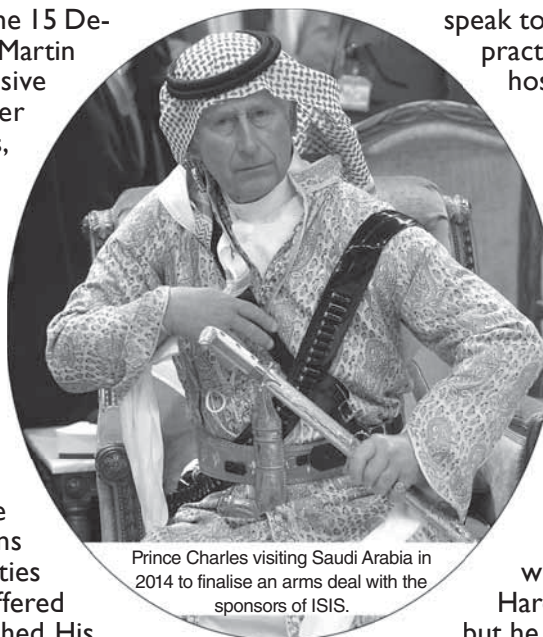 ne 15 De-
Martin
sive
er
s,
e
ns
ties
ffered
hed. His
Prince Charles visiting Saudi Arabia in
2014 to finalise an arms deal with the
sponsors of ISIS.
speak to
pract
hos
w
Har
but he